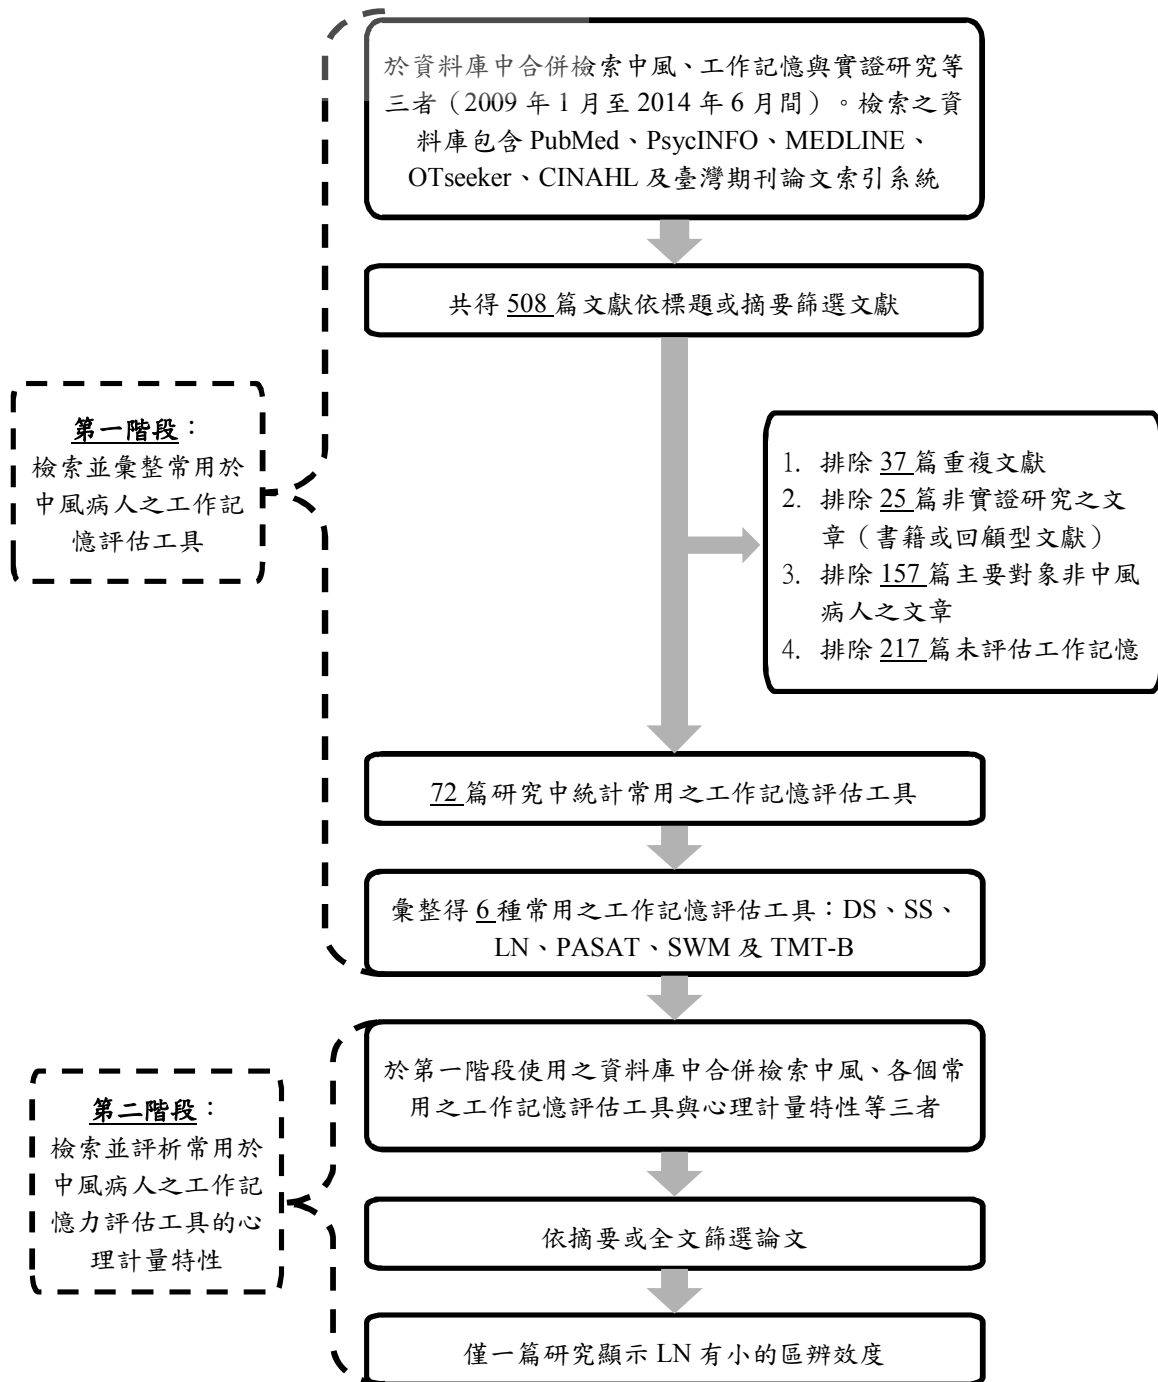 於資料庫中合併檢索中風、工作記憶與實證研究等
三者（2009 年 1 月至 2014 年 6 月間）。檢索之資
料庫包含 PubMed、PsycINFO、MEDLINE、
OTseeker、CINAHL 及臺灣期刊論文索引系統
共得 508 篇文獻依標題或摘要篩選文獻
第一階段：
檢索並彙整常用於
中風病人之工作記
憶評估工具
1. 排除 37 篇重複文獻
2. 排除 25 篇非實證研究之文
章（書籍或回顧型文獻）
3. 排除 157 篇主要對象非中風
病人之文章
4. 排除 217 篇未評估工作記憶
72 篇研究中統計常用之工作記憶評估工具
彙整得 6 種常用之工作記憶評估工具：DS、SS、
LN、PASAT、SWM 及 TMT-B
於第一階段使用之資料庫中合併檢索中風、各個常
用之工作記憶評估工具與心理計量特性等三者
第二階段：
檢索並評析常用於
中風病人之工作記
憶力評估工具的心
理計量特性
依摘要或全文篩選論文
僅一篇研究顯示 LN 有小的區辨效度